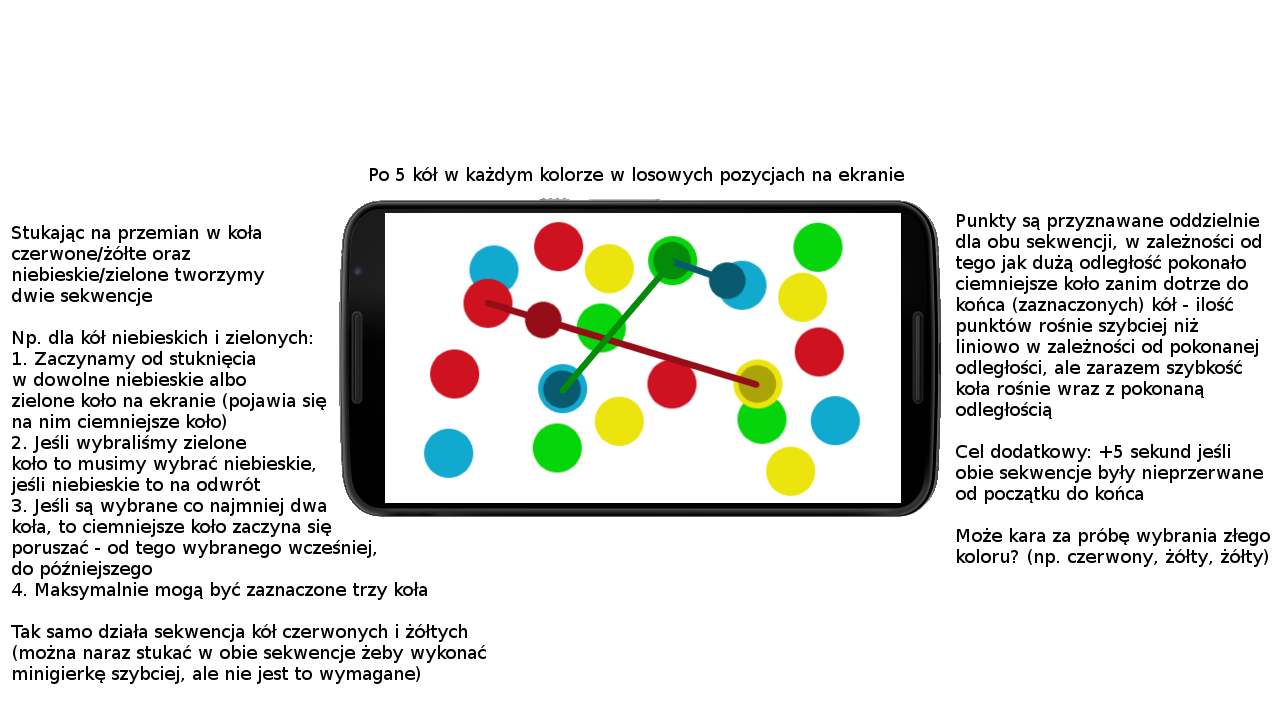 Po 5 kół w każdym kolorze w losowych pozycjach na ekranie
Stukając na przemian w koła
czerwone/żółte oraz
niebieskie/zielone tworzymy
dwie sekwencje
Np. dla kół niebieskich i zielonych:
1. Zaczynamy od stuknięcia
w dowolne niebieskie albo
zielone koło na ekranie (pojawia się
na nim ciemniejsze koło)
2. Jeśli wybraliśmy zielone
koło to musimy wybrać niebieskie,
jeśli niebieskie to na odwrót
3. Jeśli są wybrane co najmniej dwa
koła, to ciemniejsze koło zaczyna się
poruszać - od tego wybranego wcześniej,
do późniejszego
4. Maksymalnie mogą być zaznaczone trzy koła
Tak samo działa sekwencja kół czerwonych i żółtych
(można naraz stukać w obie sekwencje żeby wykonać
minigierkę szybciej, ale nie jest to wymagane)
Punkty są przyznawane oddzielnie
dla obu sekwencji, w zależności od
tego jak dużą odległość pokonało
ciemniejsze koło zanim dotrze do
końca (zaznaczonych) kół - ilość
punktów rośnie szybciej niż
liniowo w zależności od pokonanej
odległości, ale zarazem szybkość
koła rośnie wraz z pokonaną
odległością
Cel dodatkowy: +5 sekund jeśli
obie sekwencje były nieprzerwane
od początku do końca
Może kara za próbę wybrania złego
koloru? (np. czerwony, żółty, żółty)